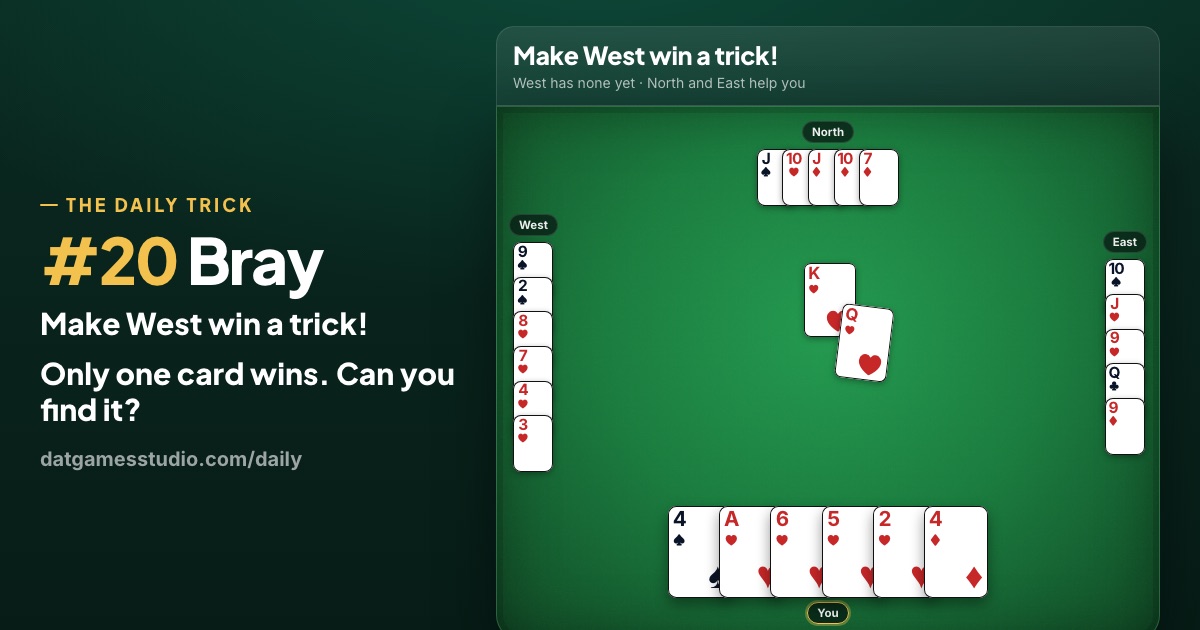 — THE DAILY TRICK
#20 Bray
Make West win a trick!
Only one card wins. Can you
find it?
datgamesstudio.com/daily
Make West win a trick!
West has none yet · North and East help you
North
J♠ 10♥ J♦ 10♦ 7♦
West
9♠
2♠
8♥
7♥
4♥
3♥
East
10♠
J♥
9♥
Q♣
9♦
K♥
Q♥
4♠ A♥ 6♥ 5♥ 2♥ 4♦
You